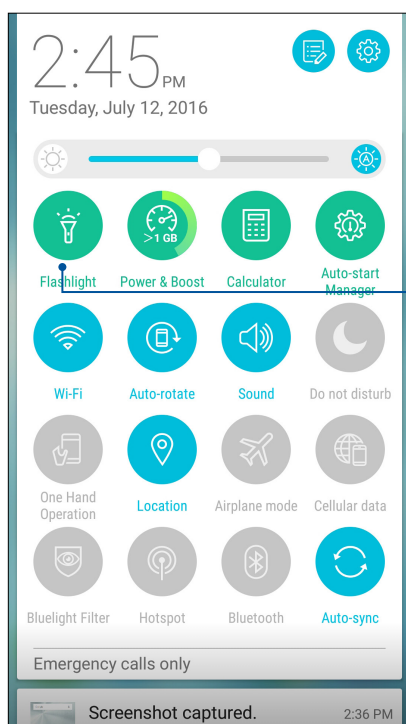 2:45 PM
Tuesday, July 12, 2016
A
>1 GB
Flashlight Power & Boost Calculator Auto-start Manager
Wi-Fi Auto-rotate Sound Do not disturb
One Hand Operation Location Airplane mode Cellular data
Bluelight Filter Hotspot Bluetooth Auto-sync
Emergency calls only
Screenshot captured. 2:36 PM